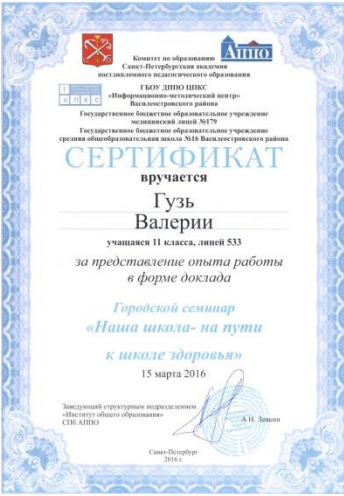 АППО
Комитет по образованию
Санкт-Петербургская академия
постдипломного педагогического образования
ГБОУ ДППО ЦПКС
«Информационно-методический центр»
Василеостровского района
1
ЦПКС
Государственное бюджетное образовательное учреждение
медицинский лицей №179
Государственное бюджетное образовательное учреждение
средняя общеобразовательная школа №16 Василеостровского района
СЕРТИФИКАТ
вручается
Гузь
Валерии
учащаяся 11 класса, лицей 533
за представление опыта работы
в форме доклада
Городской семинар
«Наша школа- на пути
к школе здоровья»
15 марта 2016
Заведующий структурным подразделением
«Институт общего образования»
СПб АППО
А.Н. Левкин
Санкт-Петербург
2016 г.